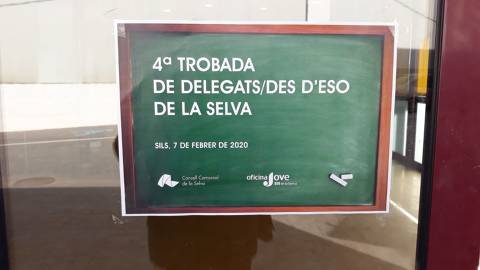 4ª TROBADA
DE DELEGATS/DES D'ESO
DE LA SELVA
SILS, 7 DE FEBRER DE 2020
Consell Comarcal
de la Selva
oficina Jove